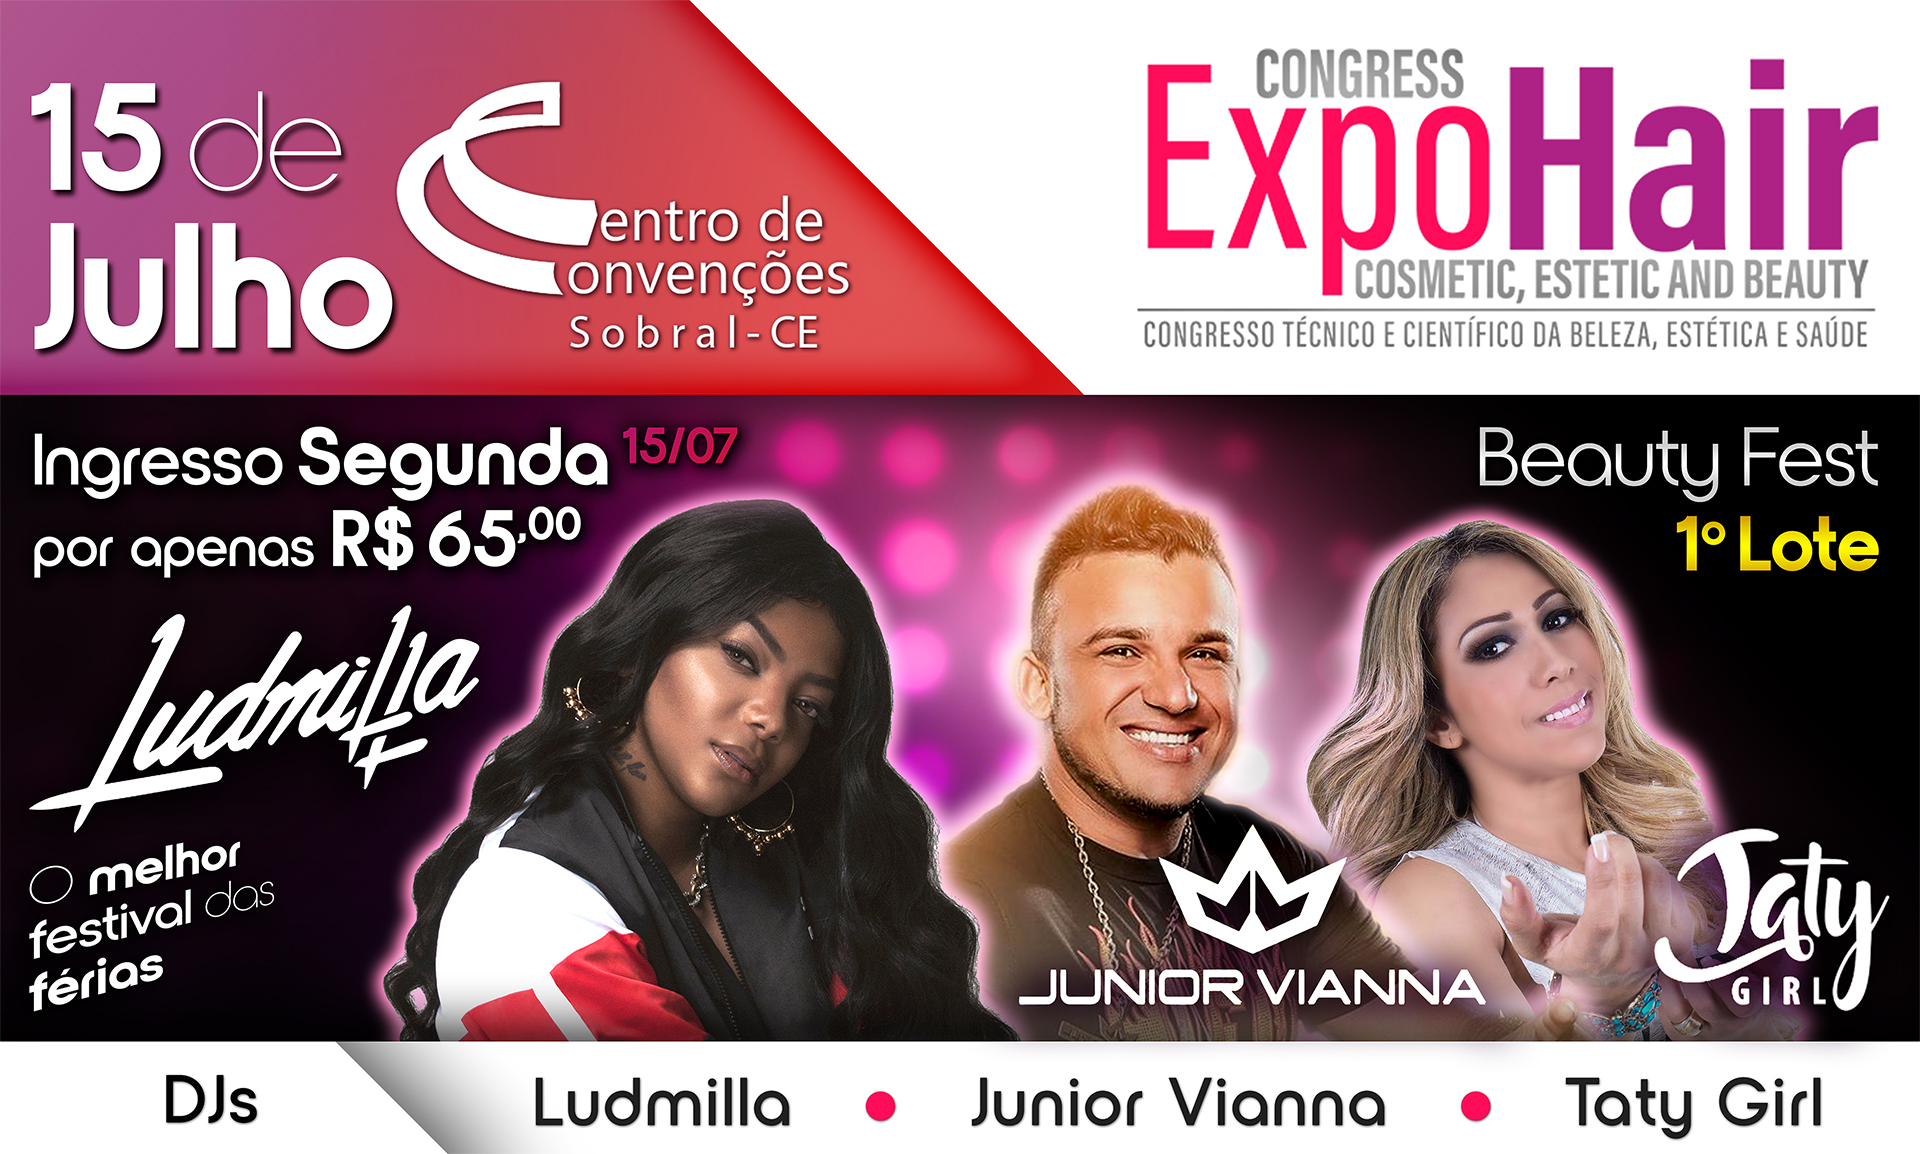 15 de
Julho
Centro de
Convenções
Sobral-CE
CONGRESS
ExpoHair
COSMETIC, ESTETIC AND BEAUTY
CONGRESSO TÉCNICO E CIENTÍFICO DA BELEZA, ESTÉTICA E SAÚDE
Ingresso Segunda 15/07
por apenas R$ 65,00
Beauty Fest
1º Lote
Ludmilla
O melhor
festival das
férias
JUNIOR VIANNA
Taty
GIRL
DJs
Ludmilla • Junior Vianna • Taty Girl